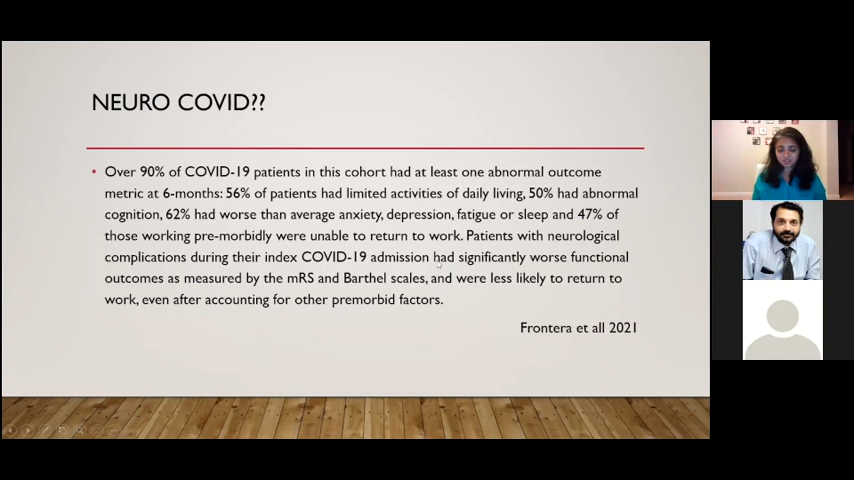 NEURO COVID??
• Over 90% of COVID-19 patients in this cohort had at least one abnormal outcome
metric at 6-months: 56% of patients had limited activities of daily living, 50% had abnormal
cognition, 62% had worse than average anxiety, depression, fatigue or sleep and 47% of
those working pre-morbidly were unable to return to work. Patients with neurological
complications during their index COVID-19 admission had significantly worse functional
outcomes as measured by the mRS and Barthel scales, and were less likely to return to
work, even after accounting for other premorbid factors.
Frontera et all 2021